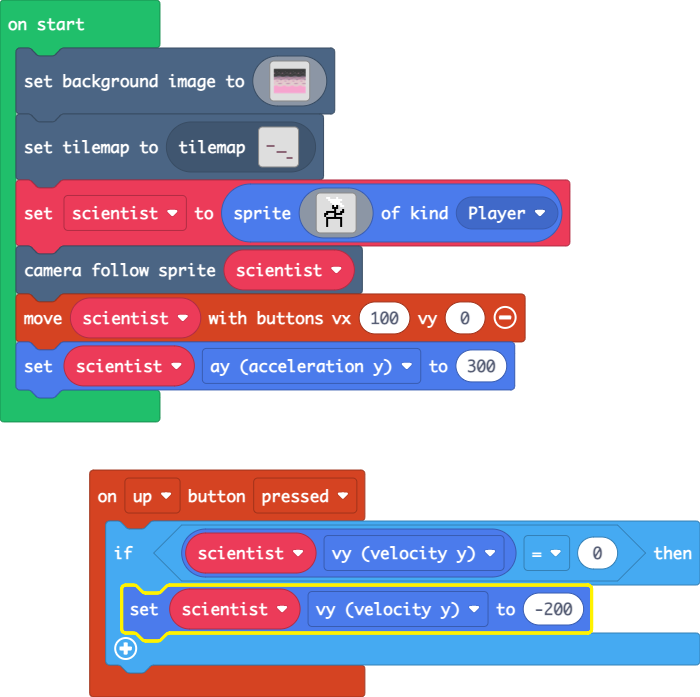 on start
set background image to
set tilemap to tilemap
set scientist to sprite of kind Player
camera follow sprite scientist
move scientist with buttons vx 100 vy 0
set scientist ay (acceleration y) to 300
on up button pressed
if scientist vy (velocity y) = 0 then
set scientist vy (velocity y) to -200